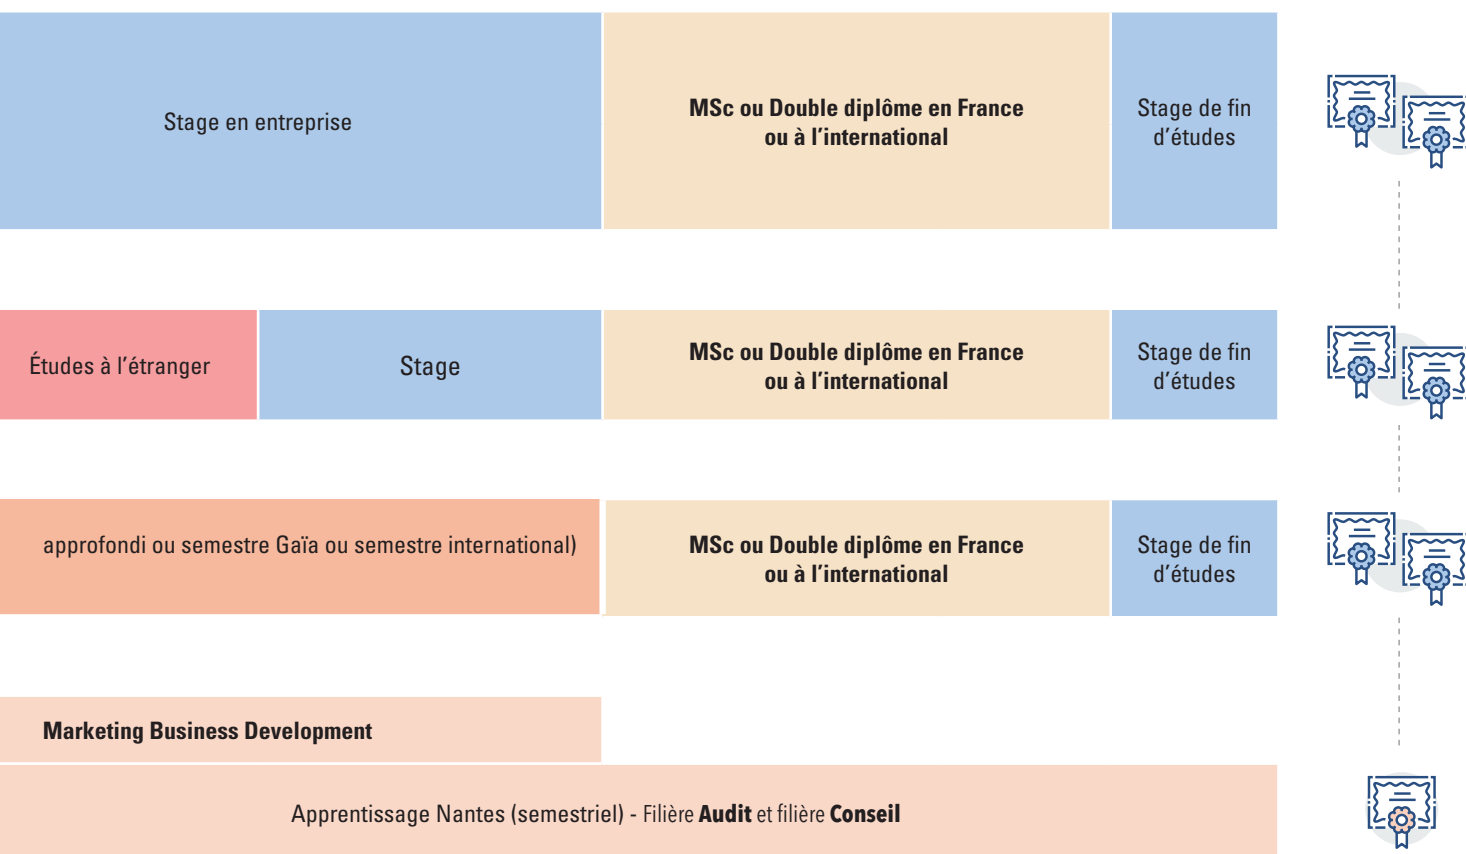 Stage en entreprise
MSc ou Double diplôme en France
ou à l’international
Stage de fin
d’études
Études à l’étranger
Stage
MSc ou Double diplôme en France
ou à l’international
Stage de fin
d’études
approfondi ou semestre Gaïa ou semestre international)
MSc ou Double diplôme en France
ou à l’international
Stage de fin
d’études
Marketing Business Development
Apprentissage Nantes (semestriel) - Filière Audit et filière Conseil